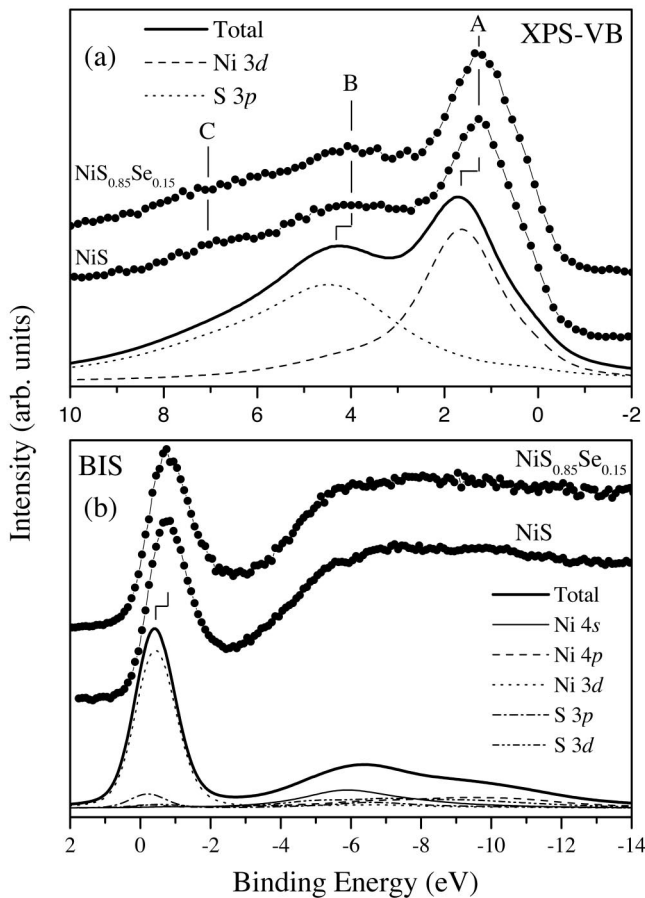 XPS-VB
(a)
Total
Ni 3d
S 3p
A
B
C
NiS0.85Se0.15
NiS
10 8 6 4 2 0 -2
Intensity (arb. units)
BIS
(b)
NiS0.85Se0.15
NiS
Total
Ni 4s
Ni 4p
Ni 3d
S 3p
S 3d
2 0 -2 -4 -6 -8 -10 -12 -14
Binding Energy (eV)